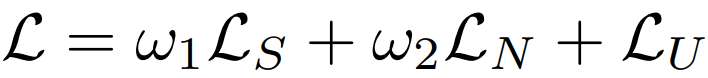 ℒ = ω₁ℒ_S + ω₂ℒ_N + ℒ_U